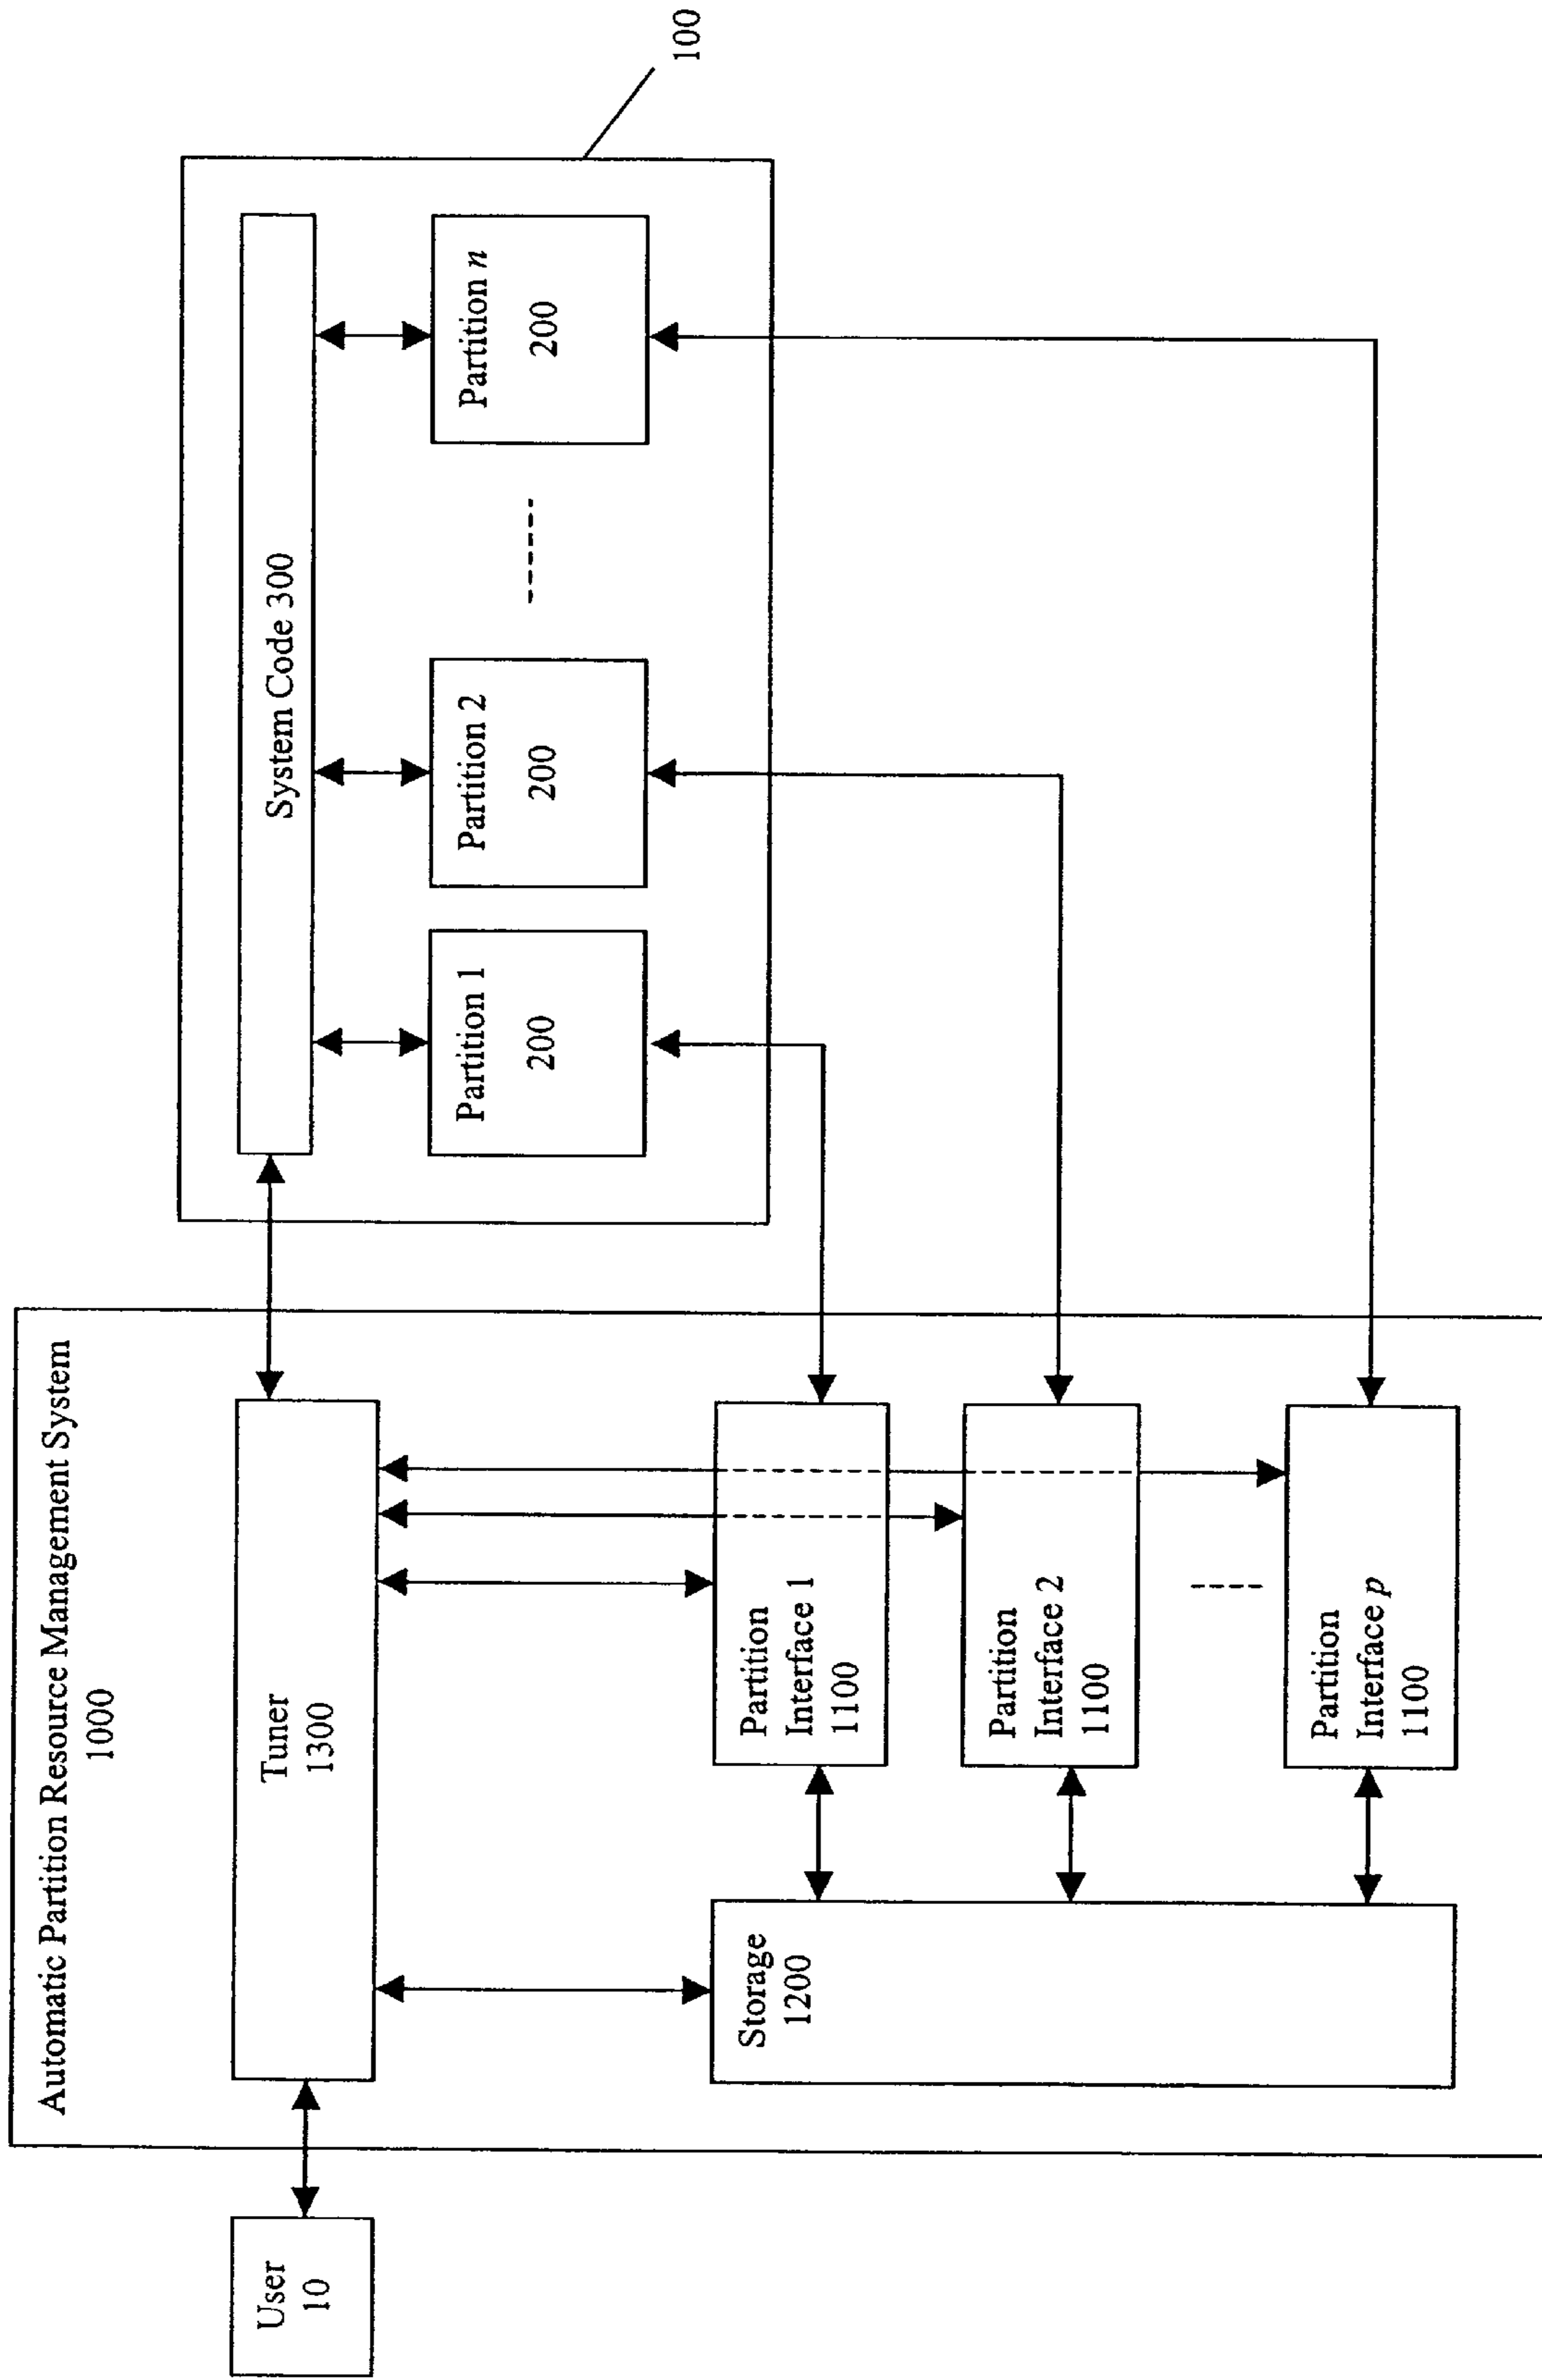 Automatic Partition Resource Management System
1000
User
10
Tuner
1300
Storage
1200
Partition
Interface 1
1100
Partition
Interface 2
1100
Partition
Interface p
1100
System Code 300
Partition 1
200
Partition 2
200
Partition n
200
100